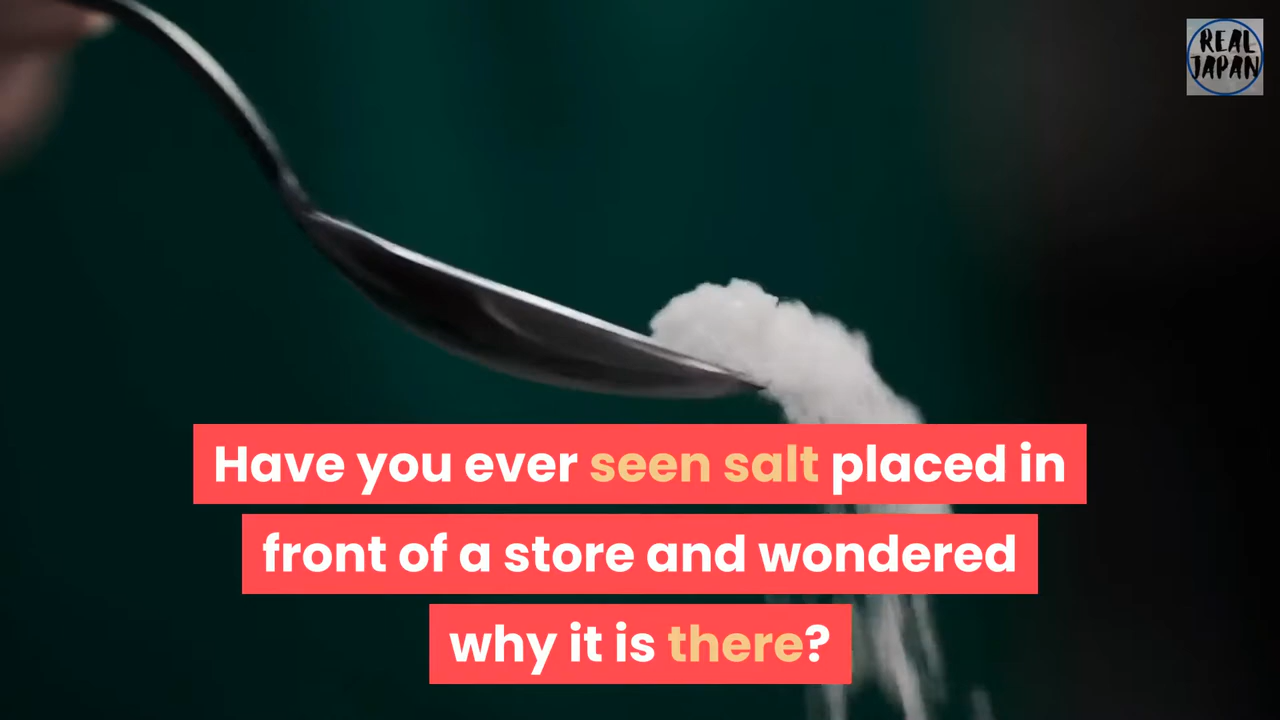 REAL
JAPAN
Have you ever seen salt placed in
front of a store and wondered
why it is there?